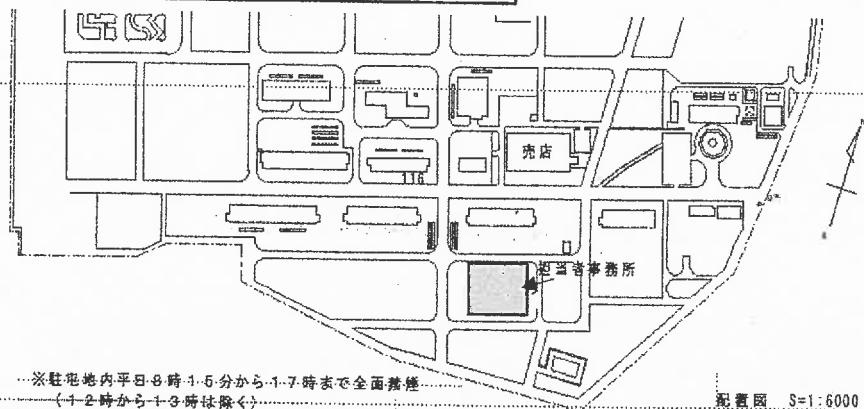 売店
116
担当者事務所
※駐屯地内平日8時15分から17時まで全面禁煙
(12時から13時は除く)
配置図 S=1:6000